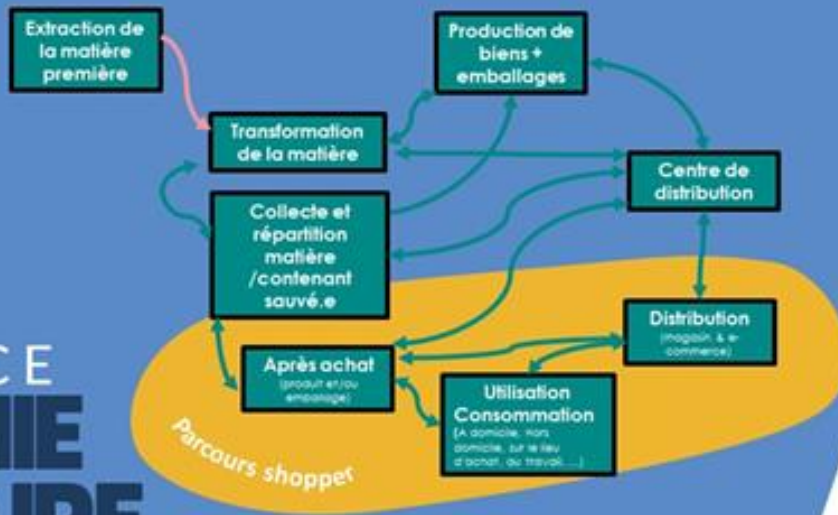 Extraction de
la matière
première
Production de
biens +
emballages
Transformation
de la matière
Centre de
distribution
Collecte et
répartition
matière
/contenant
sauvé.e
Distribution
(magasin & e-
commerce)
Après achat
(produit et/ou
emballage)
Utilisation
Consommation
(A domicile, Hors
domicile, sur le lieu
d'achat, au travail....)
Parcours shopper
CE